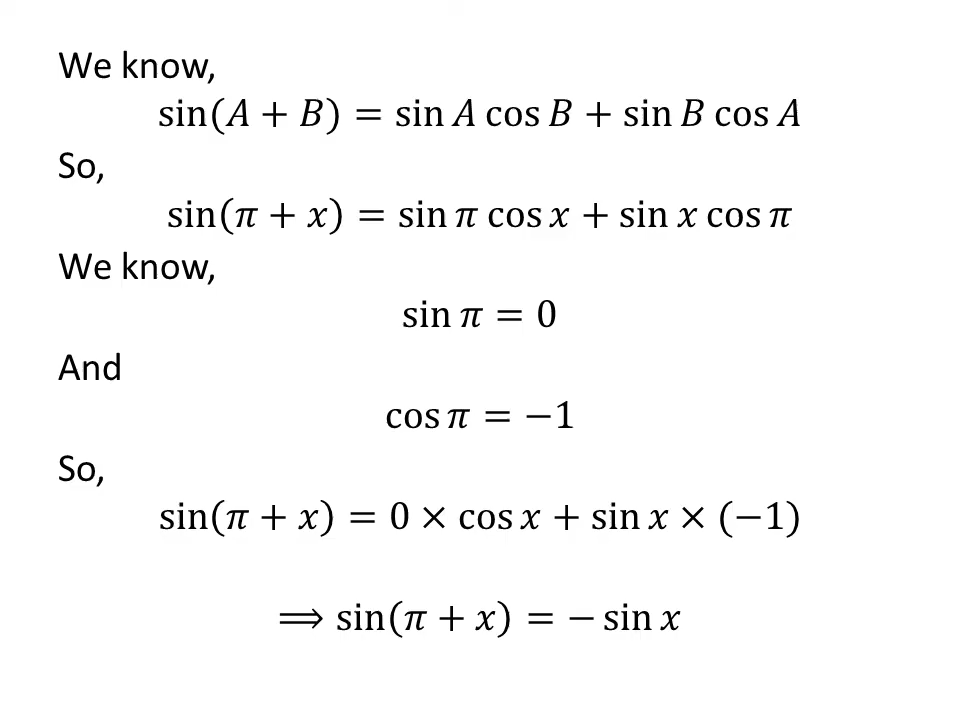 We know,
sin(𝐴 + 𝐵) = sin 𝐴 cos 𝐵 + sin 𝐵 cos 𝐴
So,
sin(𝜋 + 𝑥) = sin 𝜋 cos 𝑥 + sin 𝑥 cos 𝜋
We know,
sin 𝜋 = 0
And
cos 𝜋 = −1
So,
sin(𝜋 + 𝑥) = 0 × cos 𝑥 + sin 𝑥 × (−1)
⟹ sin(𝜋 + 𝑥) = − sin 𝑥